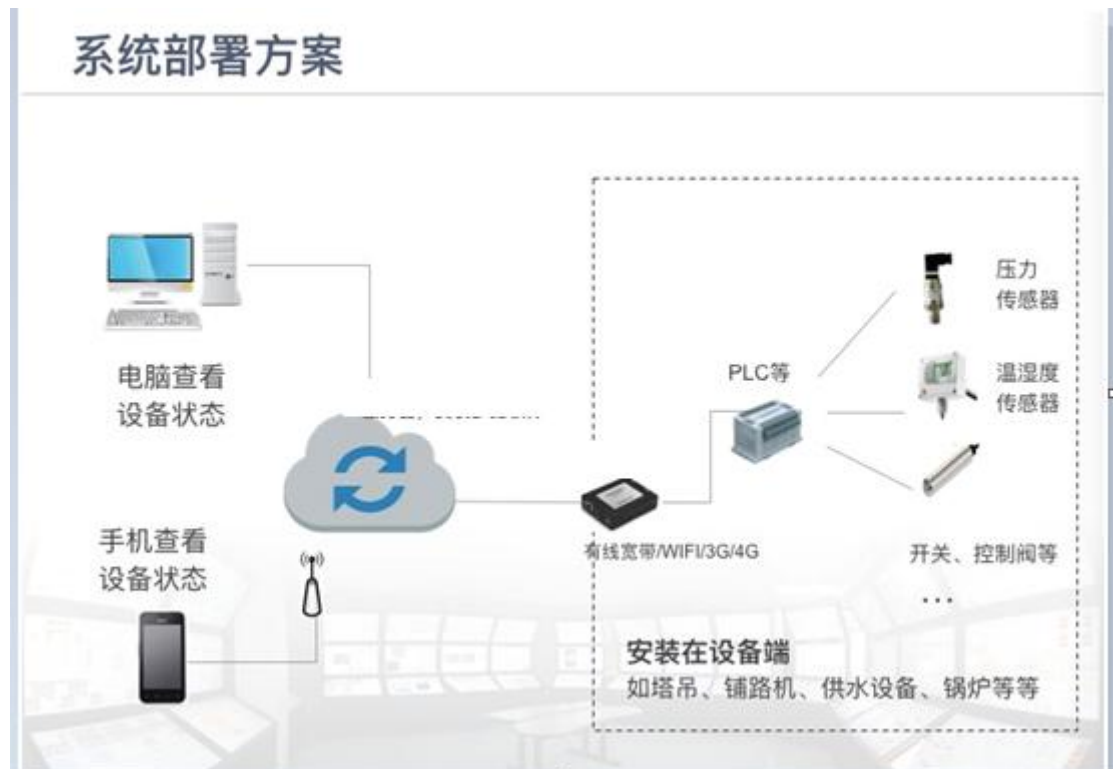 系统部署方案
压力
传感器
电脑查看
设备状态
PLC等
温湿度
传感器
手机查看
设备状态
有线宽带/WIFI/3G/4G
开关、控制阀等
...
安装在设备端
如塔吊、铺路机、供水设备、锅炉等等